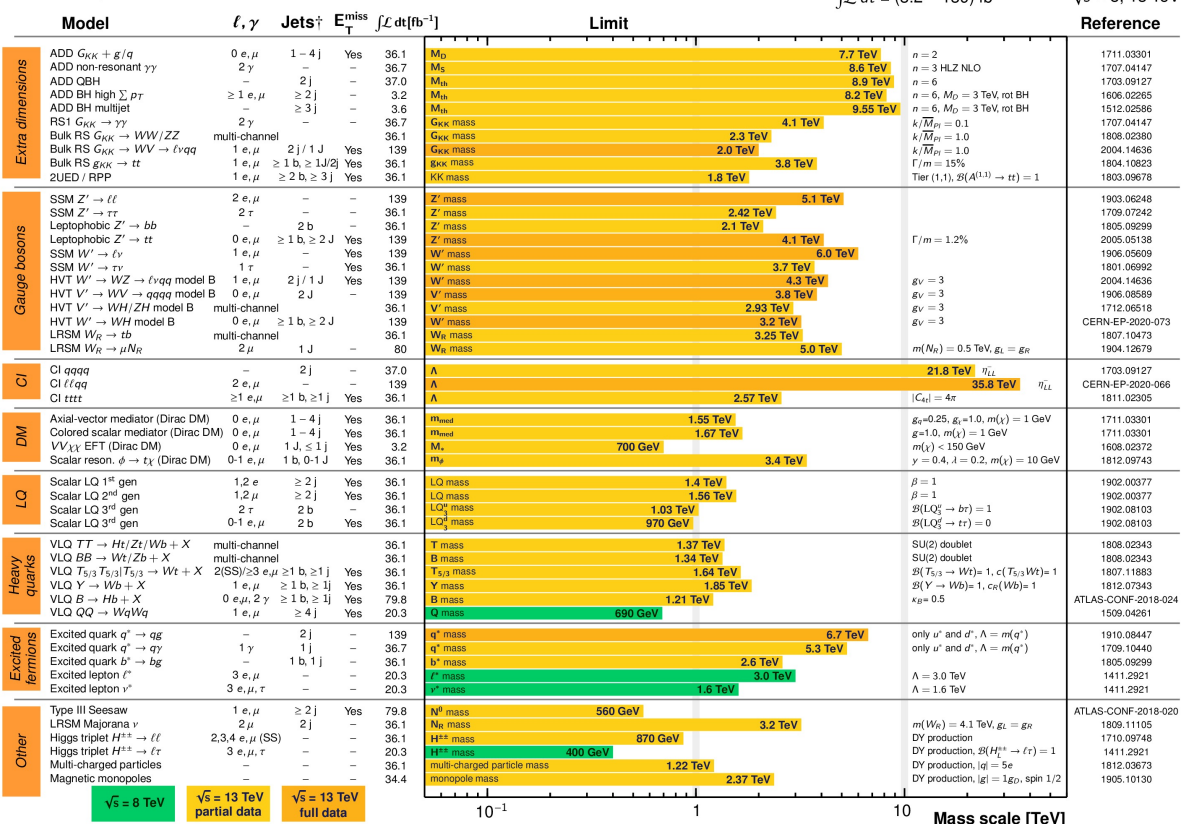 ∫ℒ dt = (3.2 – 139) fb⁻¹ √s = 8, 13 TeV
Model ℓ, γ Jets† E_T^miss ∫ℒ dt[fb⁻¹] Limit Reference
Extra dimensions
ADD G_KK + g/q 0 e, μ 1 – 4 j Yes 36.1 M_D 7.7 TeV n = 2 1711.03301
ADD non-resonant γγ 2 γ – – 36.7 M_S 8.6 TeV n = 3 HLZ NLO 1707.04147
ADD QBH – 2 j – 37.0 M_th 8.9 TeV n = 6 1703.09127
ADD BH high ∑ p_T ≥ 1 e, μ ≥ 2 j – 3.2 M_th 8.2 TeV n = 6, M_D = 3 TeV, rot BH 1606.02265
ADD BH multijet – ≥ 3 j – 3.6 M_th 9.55 TeV n = 6, M_D = 3 TeV, rot BH 1512.02586
RS1 G_KK → γγ 2 γ – – 36.7 G_KK mass 4.1 TeV k/M̅_Pl = 0.1 1707.04147
Bulk RS G_KK → WW/ZZ multi-channel 36.1 G_KK mass 2.3 TeV k/M̅_Pl = 1.0 1808.02380
Bulk RS G_KK → WV → ℓνqq 1 e, μ 2 j / 1 J Yes 139 G_KK mass 2.0 TeV k/M̅_Pl = 1.0 2004.14636
Bulk RS g_KK → tt 1 e, μ ≥ 1 b, ≥ 1J/2j Yes 36.1 g_KK mass 3.8 TeV Γ/m = 15% 1804.10823
2UED / RPP 1 e, μ ≥ 2 b, ≥ 3 j Yes 36.1 KK mass 1.8 TeV Tier (1,1), ℬ(A^(1,1) → tt) = 1 1803.09678
Gauge bosons
SSM Z′ → ℓℓ 2 e, μ – – 139 Z′ mass 5.1 TeV 1903.06248
SSM Z′ → ττ 2 τ – – 36.1 Z′ mass 2.42 TeV 1709.07242
Leptophobic Z′ → bb – 2 b – 36.1 Z′ mass 2.1 TeV 1805.09299
Leptophobic Z′ → tt 0 e, μ ≥ 1 b, ≥ 2 J Yes 139 Z′ mass 4.1 TeV Γ/m = 1.2% 2005.05138
SSM W′ → ℓν 1 e, μ – Yes 139 W′ mass 6.0 TeV 1906.05609
SSM W′ → τν 1 τ – Yes 36.1 W′ mass 3.7 TeV 1801.06992
HVT W′ → WZ → ℓνqq model B 1 e, μ 2 j / 1 J Yes 139 W′ mass 4.3 TeV g_V = 3 2004.14636
HVT V′ → WV → qqqq model B 0 e, μ 2 J – 139 V′ mass 3.8 TeV g_V = 3 1906.08589
HVT V′ → WH/ZH model B multi-channel 36.1 V′ mass 2.93 TeV g_V = 3 1712.06518
HVT W′ → WH model B 0 e, μ ≥ 1 b, ≥ 2 J 139 W′ mass 3.2 TeV g_V = 3 CERN-EP-2020-073
LRSM W_R → tb multi-channel 36.1 W_R mass 3.25 TeV 1807.10473
LRSM W_R → μN_R 2 μ 1 J – 80 W_R mass 5.0 TeV m(N_R) = 0.5 TeV, g_L = g_R 1904.12679
CI
CI qqqq – 2 j – 37.0 Λ 21.8 TeV η⁻_LL 1703.09127
CI ℓℓqq 2 e, μ – – 139 Λ 35.8 TeV η⁻_LL CERN-EP-2020-066
CI tttt ≥1 e,μ ≥1 b, ≥1 j Yes 36.1 Λ 2.57 TeV |C_4t| = 4π 1811.02305
DM
Axial-vector mediator (Dirac DM) 0 e, μ 1 – 4 j Yes 36.1 m_med 1.55 TeV g_q=0.25, g_χ=1.0, m(χ) = 1 GeV 1711.03301
Colored scalar mediator (Dirac DM) 0 e, μ 1 – 4 j Yes 36.1 m_med 1.67 TeV g=1.0, m(χ) = 1 GeV 1711.03301
VVχχ EFT (Dirac DM) 0 e, μ 1 J, ≤ 1 j Yes 3.2 M_* 700 GeV m(χ) < 150 GeV 1608.02372
Scalar reson. φ → tχ (Dirac DM) 0-1 e, μ 1 b, 0-1 J Yes 36.1 m_φ 3.4 TeV y = 0.4, λ = 0.2, m(χ) = 10 GeV 1812.09743
LQ
Scalar LQ 1st gen 1,2 e ≥ 2 j Yes 36.1 LQ mass 1.4 TeV β = 1 1902.00377
Scalar LQ 2nd gen 1,2 μ ≥ 2 j Yes 36.1 LQ mass 1.56 TeV β = 1 1902.00377
Scalar LQ 3rd gen 2 τ 2 b – 36.1 LQ₃ᵘ mass 1.03 TeV ℬ(LQ₃ᵘ → bτ) = 1 1902.08103
Scalar LQ 3rd gen 0-1 e, μ 2 b Yes 36.1 LQ₃ᵈ mass 970 GeV ℬ(LQ₃ᵈ → tτ) = 0 1902.08103
Heavy quarks
VLQ TT → Ht/Zt/Wb + X multi-channel 36.1 T mass 1.37 TeV SU(2) doublet 1808.02343
VLQ BB → Wt/Zb + X multi-channel 36.1 B mass 1.34 TeV SU(2) doublet 1808.02343
VLQ T_5/3 T_5/3|T_5/3 → Wt + X 2(SS)/≥3 e,μ ≥1 b, ≥1 j Yes 36.1 T_5/3 mass 1.64 TeV ℬ(T_5/3 → Wt)= 1, c(T_5/3 Wt)= 1 1807.11883
VLQ Y → Wb + X 1 e, μ ≥ 1 b, ≥ 1j Yes 36.1 Y mass 1.85 TeV ℬ(Y → Wb)= 1, c_R(Wb)= 1 1812.07343
VLQ B → Hb + X 0 e,μ, 2 γ ≥ 1 b, ≥ 1j Yes 79.8 B mass 1.21 TeV κ_B= 0.5 ATLAS-CONF-2018-024
VLQ QQ → WqWq 1 e, μ ≥ 4 j Yes 20.3 Q mass 690 GeV 1509.04261
Excited fermions
Excited quark q* → qg – 2 j – 139 q* mass 6.7 TeV only u* and d*, Λ = m(q*) 1910.08447
Excited quark q* → qγ 1 γ 1 j – 36.7 q* mass 5.3 TeV only u* and d*, Λ = m(q*) 1709.10440
Excited quark b* → bg – 1 b, 1 j – 36.1 b* mass 2.6 TeV 1805.09299
Excited lepton ℓ* 3 e, μ – – 20.3 ℓ* mass 3.0 TeV Λ = 3.0 TeV 1411.2921
Excited lepton ν* 3 e, μ, τ – – 20.3 ν* mass 1.6 TeV Λ = 1.6 TeV 1411.2921
Other
Type III Seesaw 1 e, μ ≥ 2 j Yes 79.8 N⁰ mass 560 GeV ATLAS-CONF-2018-020
LRSM Majorana ν 2 μ 2 j – 36.1 N_R mass 3.2 TeV m(W_R) = 4.1 TeV, g_L = g_R 1809.11105
Higgs triplet H^±± → ℓℓ 2,3,4 e, μ (SS) – – 36.1 H^±± mass 870 GeV DY production 1710.09748
Higgs triplet H^±± → ℓτ 3 e, μ, τ – – 20.3 H^±± mass 400 GeV DY production, ℬ(H_L^±± → ℓτ) = 1 1411.2921
Multi-charged particles – – – 36.1 multi-charged particle mass 1.22 TeV DY production, |q| = 5e 1812.03673
Magnetic monopoles – – – 34.4 monopole mass 2.37 TeV DY production, |g| = 1g_D, spin 1/2 1905.10130
√s = 8 TeV
√s = 13 TeV partial data
√s = 13 TeV full data
10⁻¹ 1 10
Mass scale [TeV]